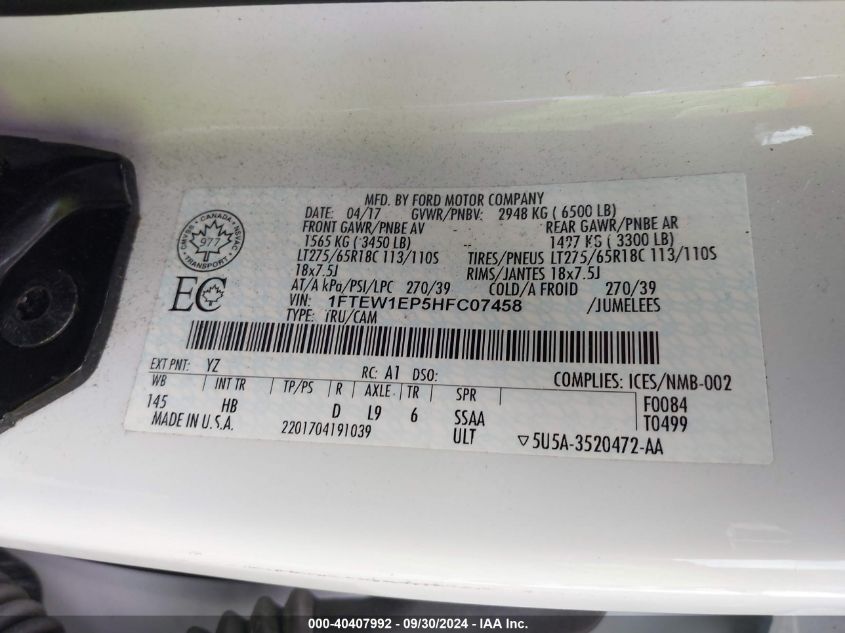 MFD. BY FORD MOTOR COMPANY
DATE: 04/17 GVWR/PNBV: 2948 KG ( 6500 LB)
FRONT GAWR/PNBE AV REAR GAWR/PNBE AR
1565 KG ( 3450 LB) 1497 KG ( 3300 LB)
LT275/65R18C 113/110S TIRES/PNEUS LT275/65R18C 113/110S
18x7.5J RIMS/JANTES 18x7.5J
AT/A kPa/PSI/LPC 270/39 COLD/A FROID 270/39
VIN: 1FTEW1EP5HFC07458 /JUMELEES
TYPE: TRU/CAM
CANADA
CMVSS NSVAC
977
TRANSPORT
EC
EXT PNT: YZ RC: A1 DSO: COMPLIES: ICES/NMB-002
WB INT TR TP/PS R AXLE TR SPR F0084
145 HB D L9 6 SSAA T0499
MADE IN U.S.A. 2201704191039 ULT ▽5U5A-3520472-AA
000-40407992 - 09/30/2024 - IAA Inc.